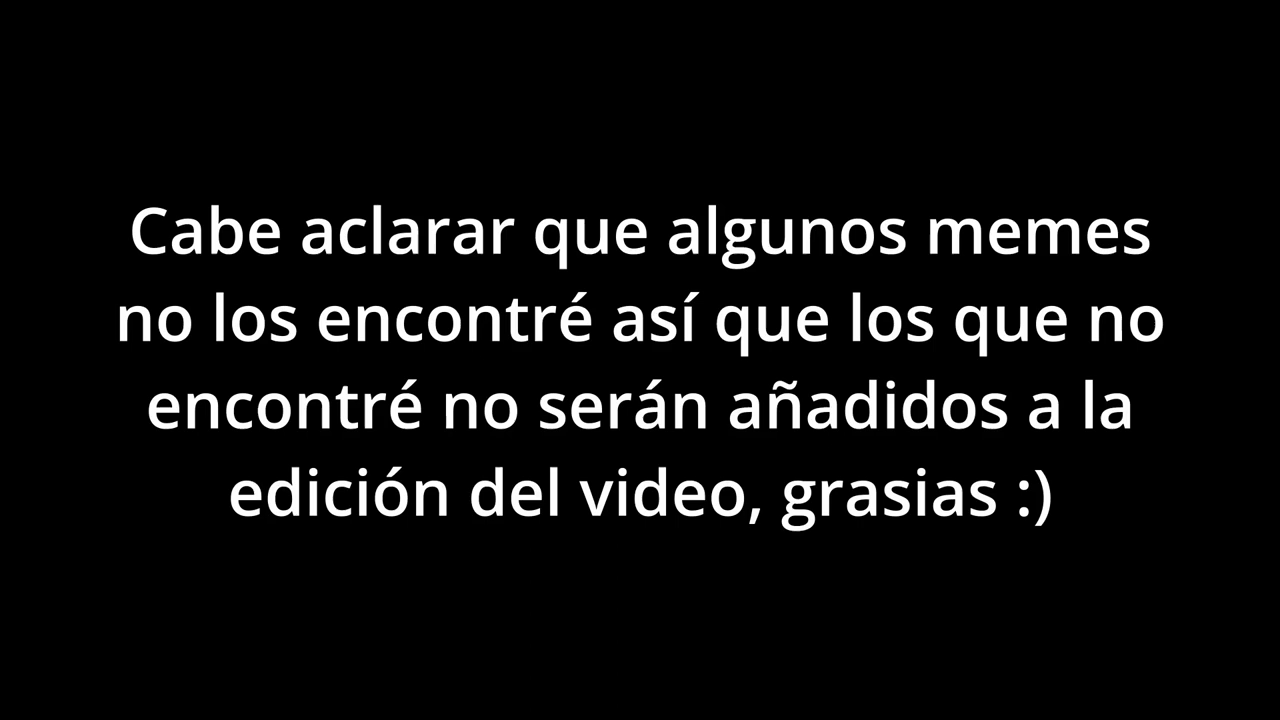 Cabe aclarar que algunos memes
no los encontré así que los que no
encontré no serán añadidos a la
edición del video, grasias :)